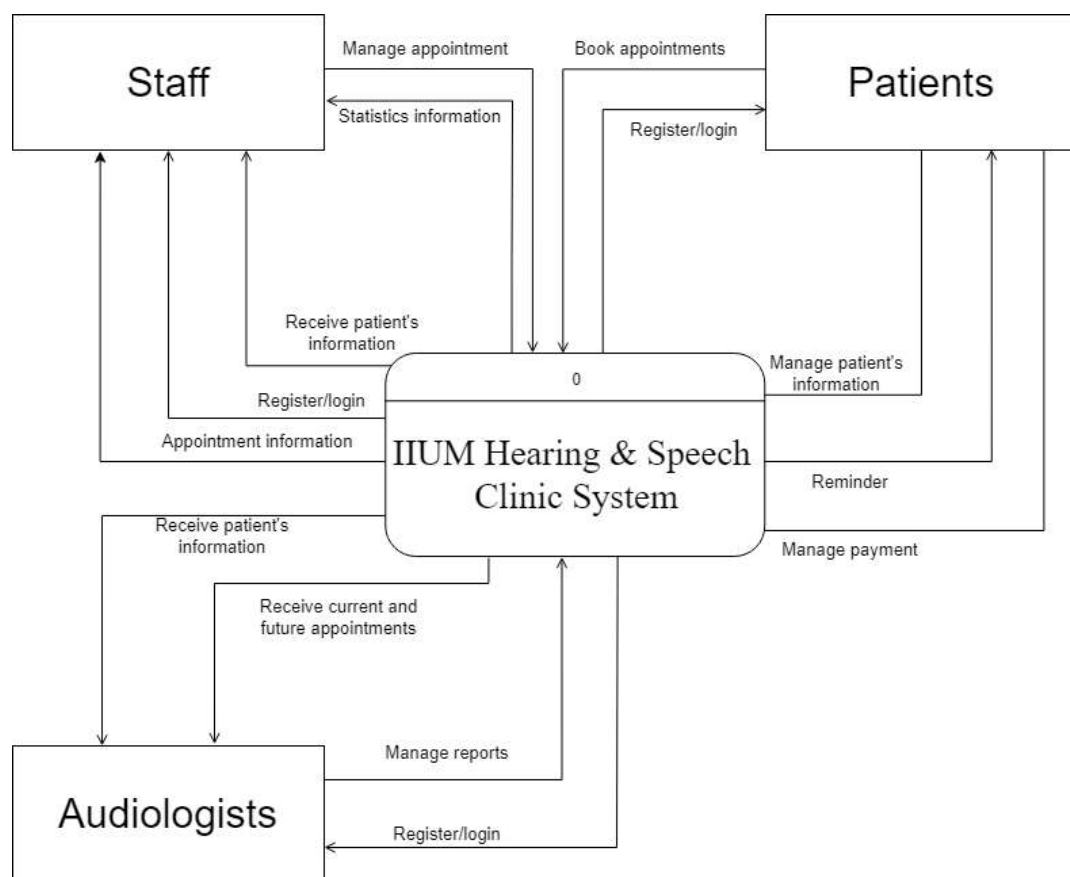 Staff
Manage appointment
Statistics information
Book appointments
Register/login
Patients
Receive patient's
information
Register/login
Appointment information
0
IIUM Hearing & Speech
Clinic System
Manage patient's
information
Reminder
Manage payment
Receive patient's
information
Receive current and
future appointments
Manage reports
Register/login
Audiologists